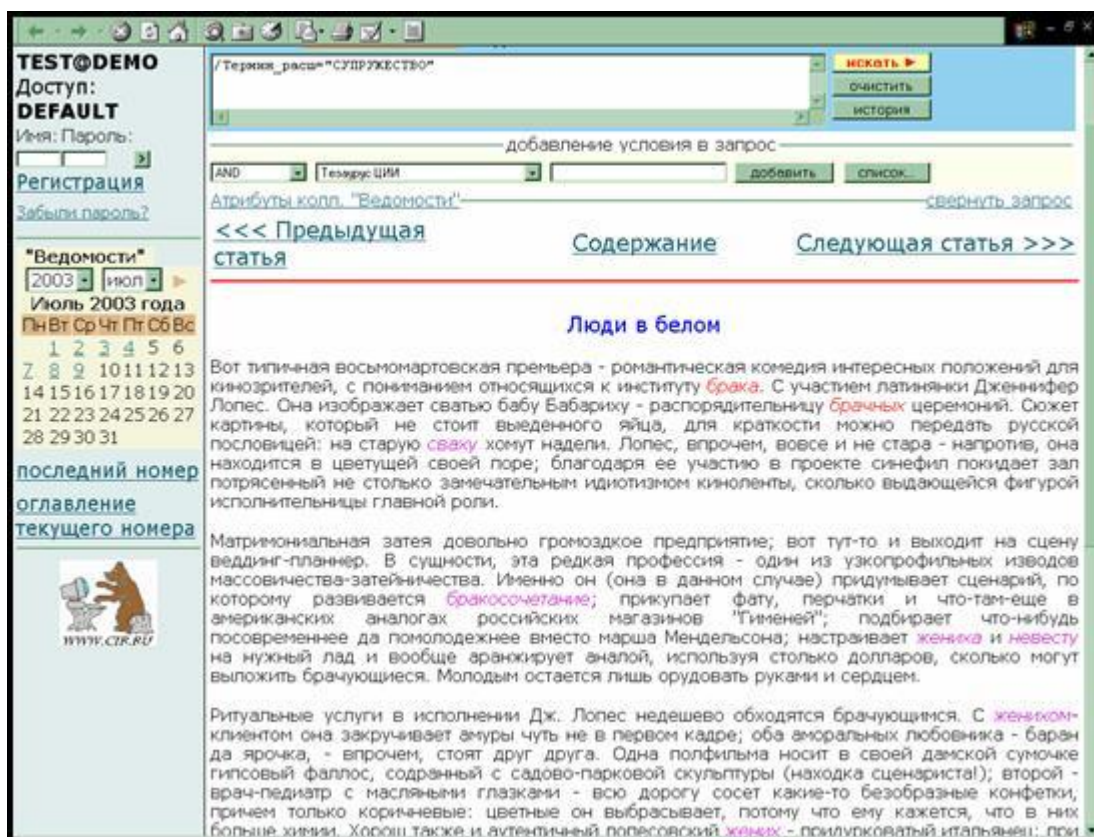 TEST@DEMO
Доступ:
DEFAULT
Имя: Пароль:
Регистрация
Забыли пароль?
"Ведомости"
2003 июл
Июль 2003 года
Пн Вт Ср Чт Пт Сб Вс
1 2 3 4 5 6
7 8 9 10 11 12 13
14 15 16 17 18 19 20
21 22 23 24 25 26 27
28 29 30 31
последний номер
оглавление
текущего номера
WWW.CIR.RU
/Термин_расш="СУПРУЖЕСТВО"
искать
очистить
история
добавление условия в запрос
AND Тезаурус ЦИИ добавить список...
Атрибуты колл. "Ведомости" свернуть запрос
<<< Предыдущая
статья
Содержание
Следующая статья >>>
Люди в белом
Вот типичная восьмомартовская премьера - романтическая комедия интересных положений для
кинозрителей, с пониманием относящихся к институту брака. С участием латинянки Дженнифер
Лопес. Она изображает сватью бабу Бабариху - распорядительницу брачных церемоний. Сюжет
картины, который не стоит выеденного яйца, для краткости можно передать русской
пословицей: на старую сваху хомут надели. Лопес, впрочем, вовсе и не стара - напротив, она
находится в цветущей своей поре; благодаря ее участию в проекте синефил покидает зал
потрясенный не столько замечательным идиотизмом киноленты, сколько выдающейся фигурой
исполнительницы главной роли.
Матримониальная затея довольно громоздкое предприятие; вот тут-то и выходит на сцену
веддинг-планнер. В сущности, эта редкая профессия - один из узкопрофильных изводов
массовичества-затейничества. Именно он (она в данном случае) придумывает сценарий, по
которому развивается бракосочетание; прикупает фату, перчатки и что-там-еще в
американских аналогах российских магазинов "Гименей"; подбирает что-нибудь
посовременнее да помолодежнее вместо марша Мендельсона; настраивает жениха и невесту
на нужный лад и вообще аранжирует аналой, используя столько долларов, сколько могут
выложить брачующиеся. Молодым остается лишь орудовать руками и сердцем.
Ритуальные услуги в исполнении Дж. Лопес недешево обходятся брачующимся. С женихом-
клиентом она закручивает амуры чуть не в первом кадре; оба аморальных любовника - баран
да ярочка, - впрочем, стоят друг друга. Одна полфильма носит в своей дамской сумочке
гипсовый фаллос, содранный с садово-парковой скульптуры (находка сценариста!); второй -
врач-педиатр с масляными глазками - всю дорогу сосет какие-то безобразные конфетки,
причем только коричневые: цветные он выбрасывает, потому что ему кажется, что в них
больше химии. Хорош также и аутентичный лопесовский жених - придурковатый итальянец, при